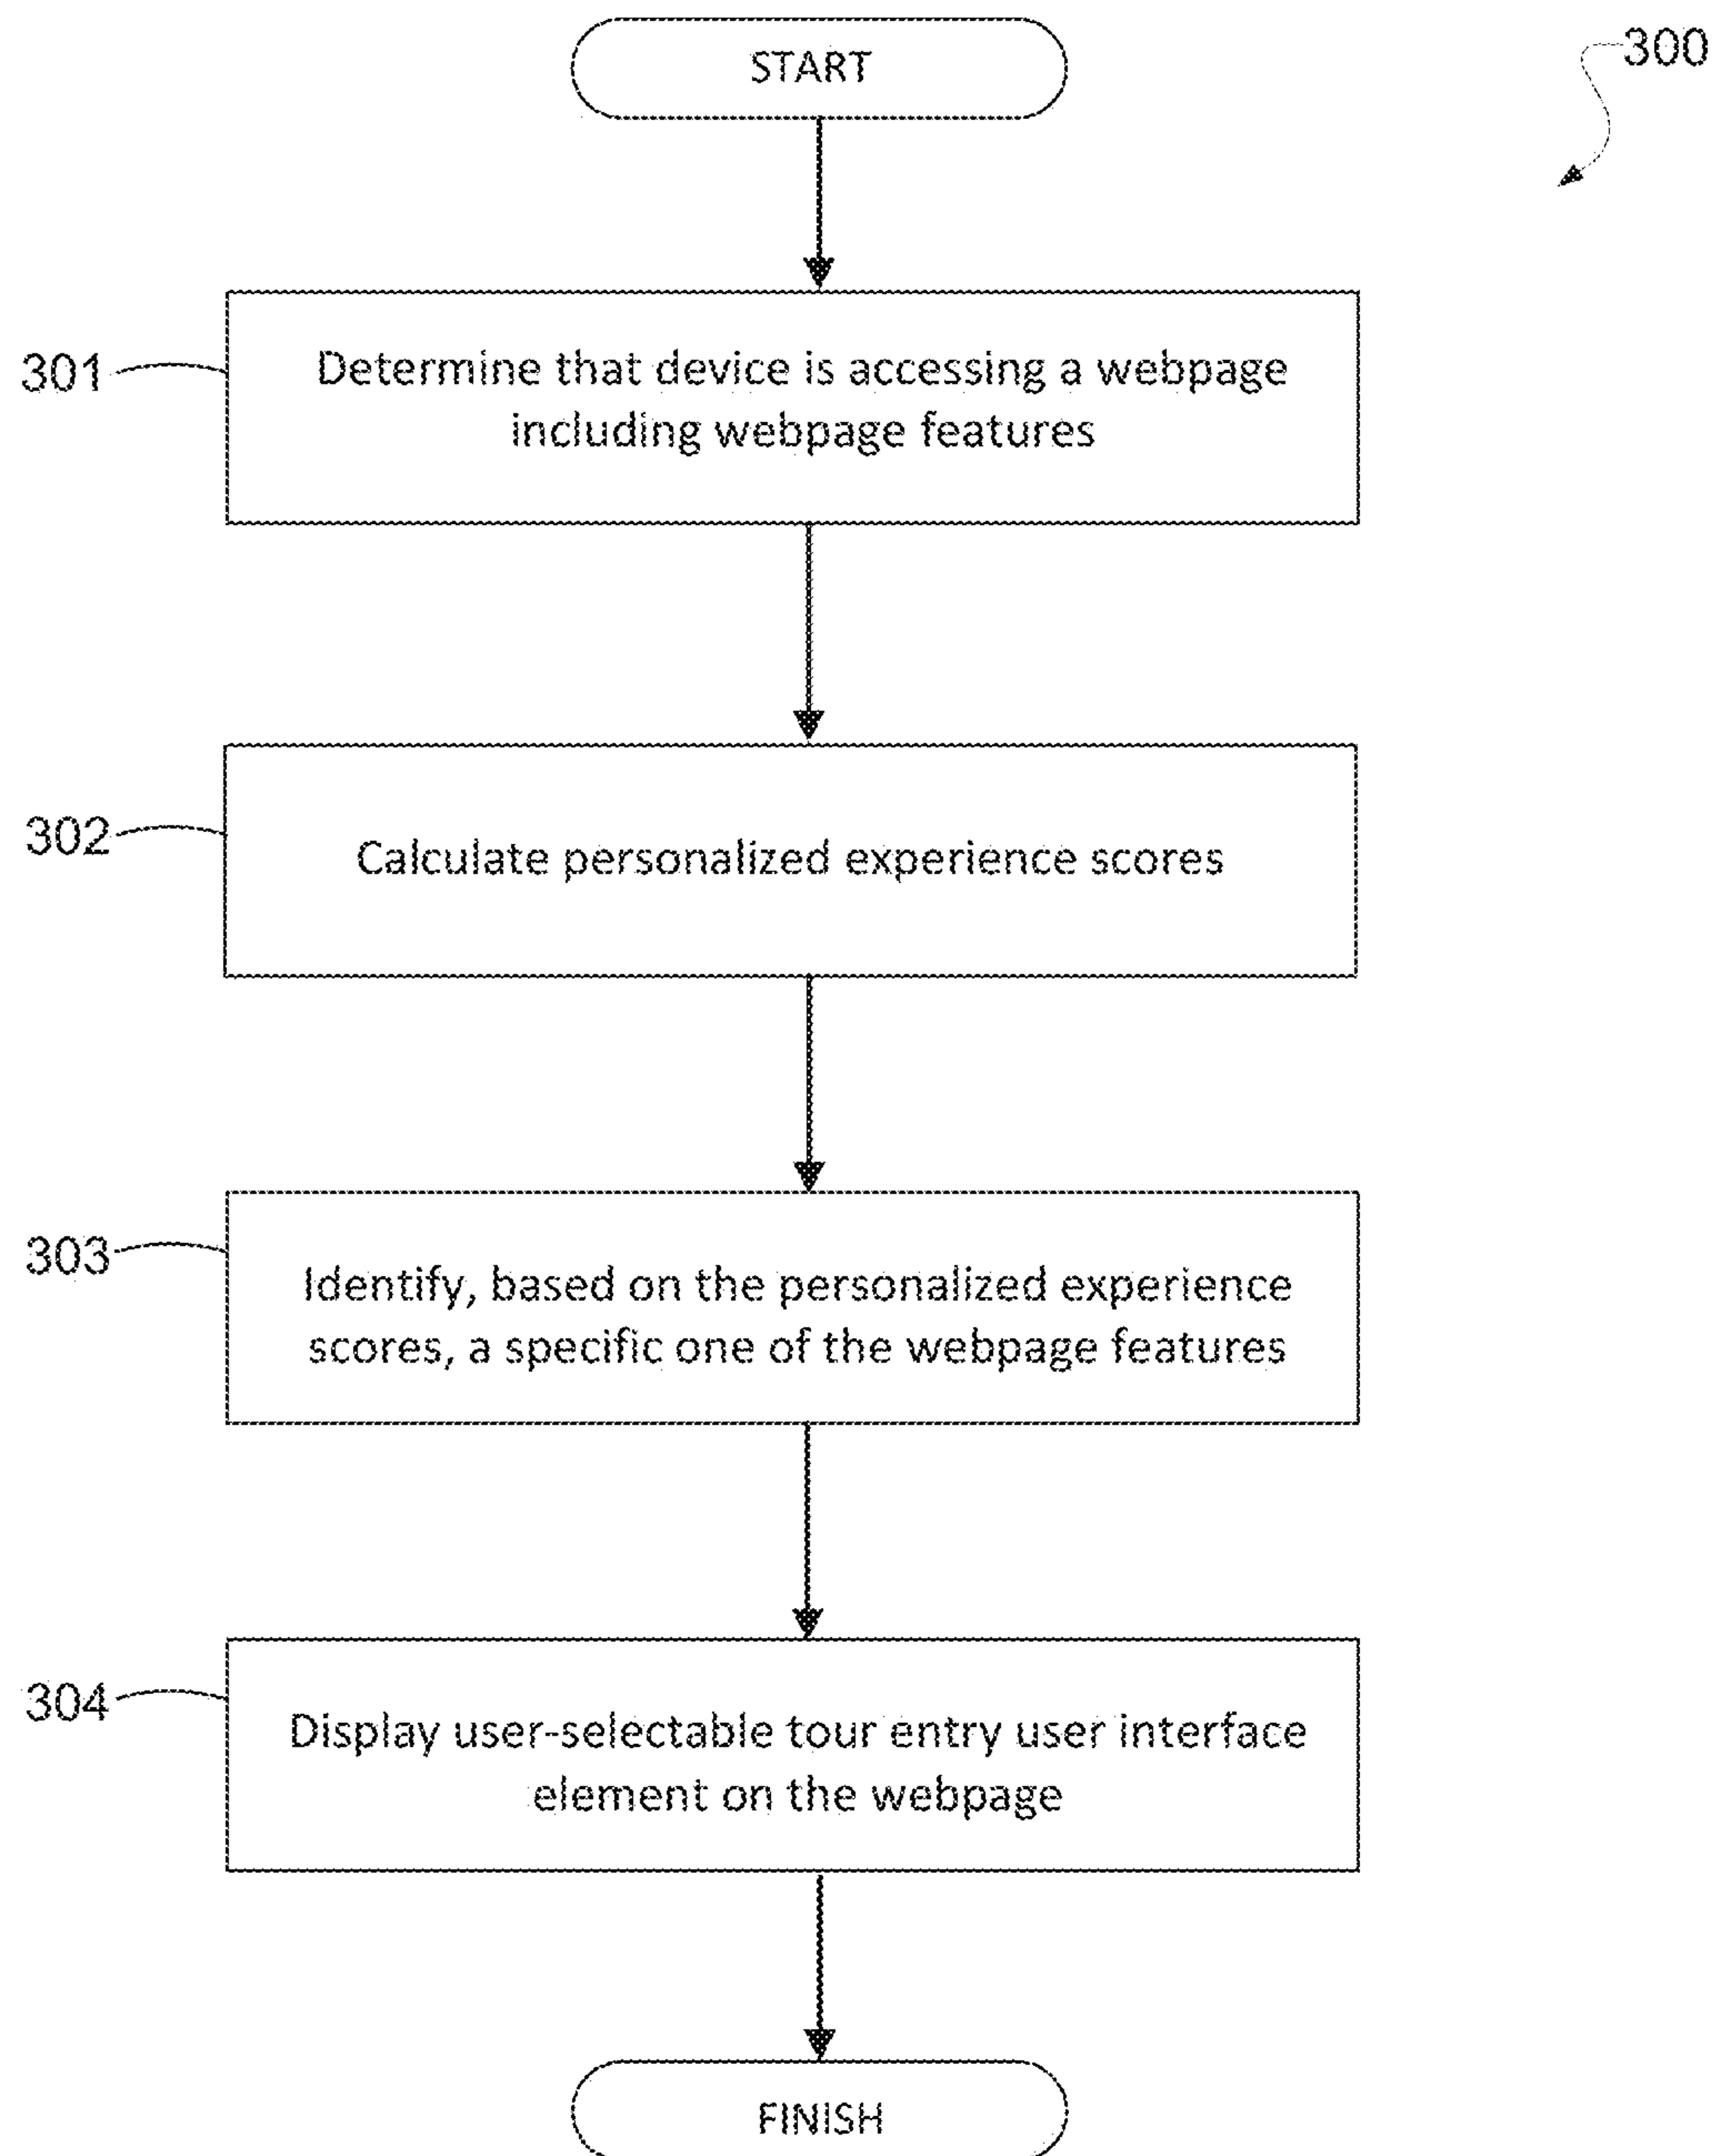 START
300
301
Determine that device is accessing a webpage
including webpage features
302
Calculate personalized experience scores
303
Identify, based on the personalized experience
scores, a specific one of the webpage features
304
Display user-selectable tour entry user interface
element on the webpage
FINISH